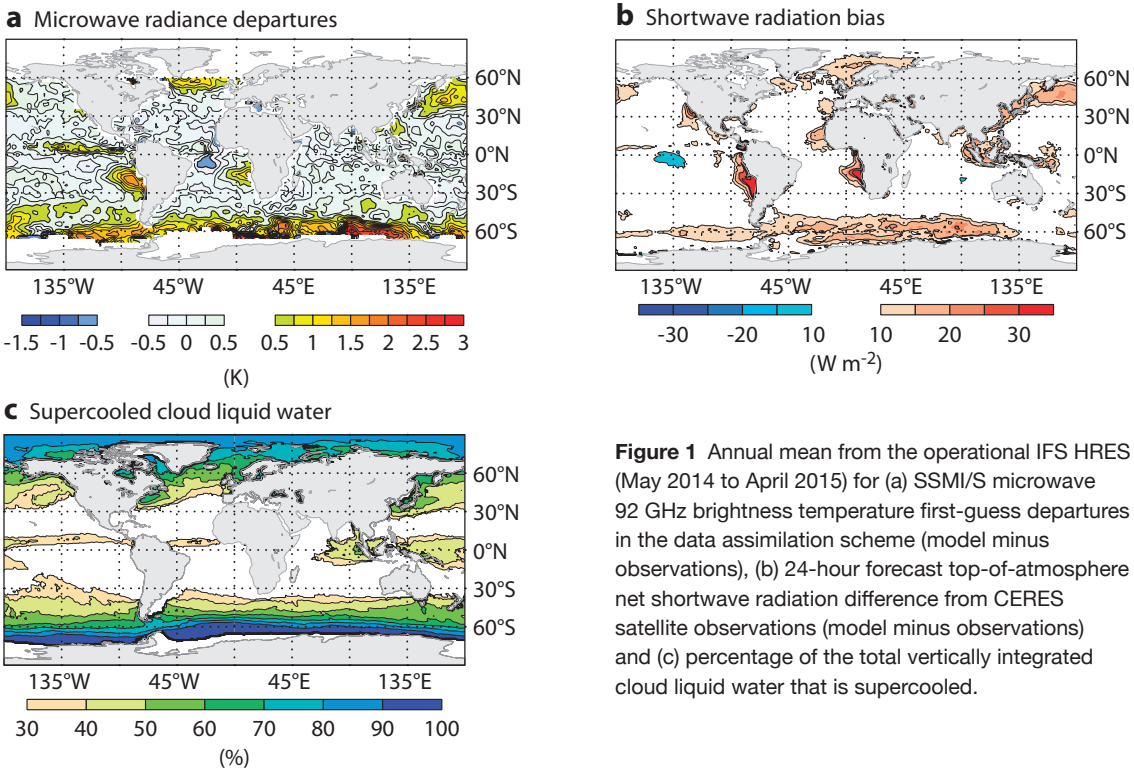 a Microwave radiance departures
60°N
30°N
0°N
30°S
60°S
135°W 45°W 45°E 135°E
-1.5 -1 -0.5 -0.5 0 0.5 0.5 1 1.5 2 2.5 3
(K)
b Shortwave radiation bias
60°N
30°N
0°N
30°S
60°S
135°W 45°W 45°E 135°E
-30 -20 10 10 20 30
(W m-2)
c Supercooled cloud liquid water
60°N
30°N
0°N
30°S
60°S
135°W 45°W 45°E 135°E
30 40 50 60 70 80 90 100
(%)
Figure 1 Annual mean from the operational IFS HRES
(May 2014 to April 2015) for (a) SSMI/S microwave
92 GHz brightness temperature first-guess departures
in the data assimilation scheme (model minus
observations), (b) 24-hour forecast top-of-atmosphere
net shortwave radiation difference from CERES
satellite observations (model minus observations)
and (c) percentage of the total vertically integrated
cloud liquid water that is supercooled.